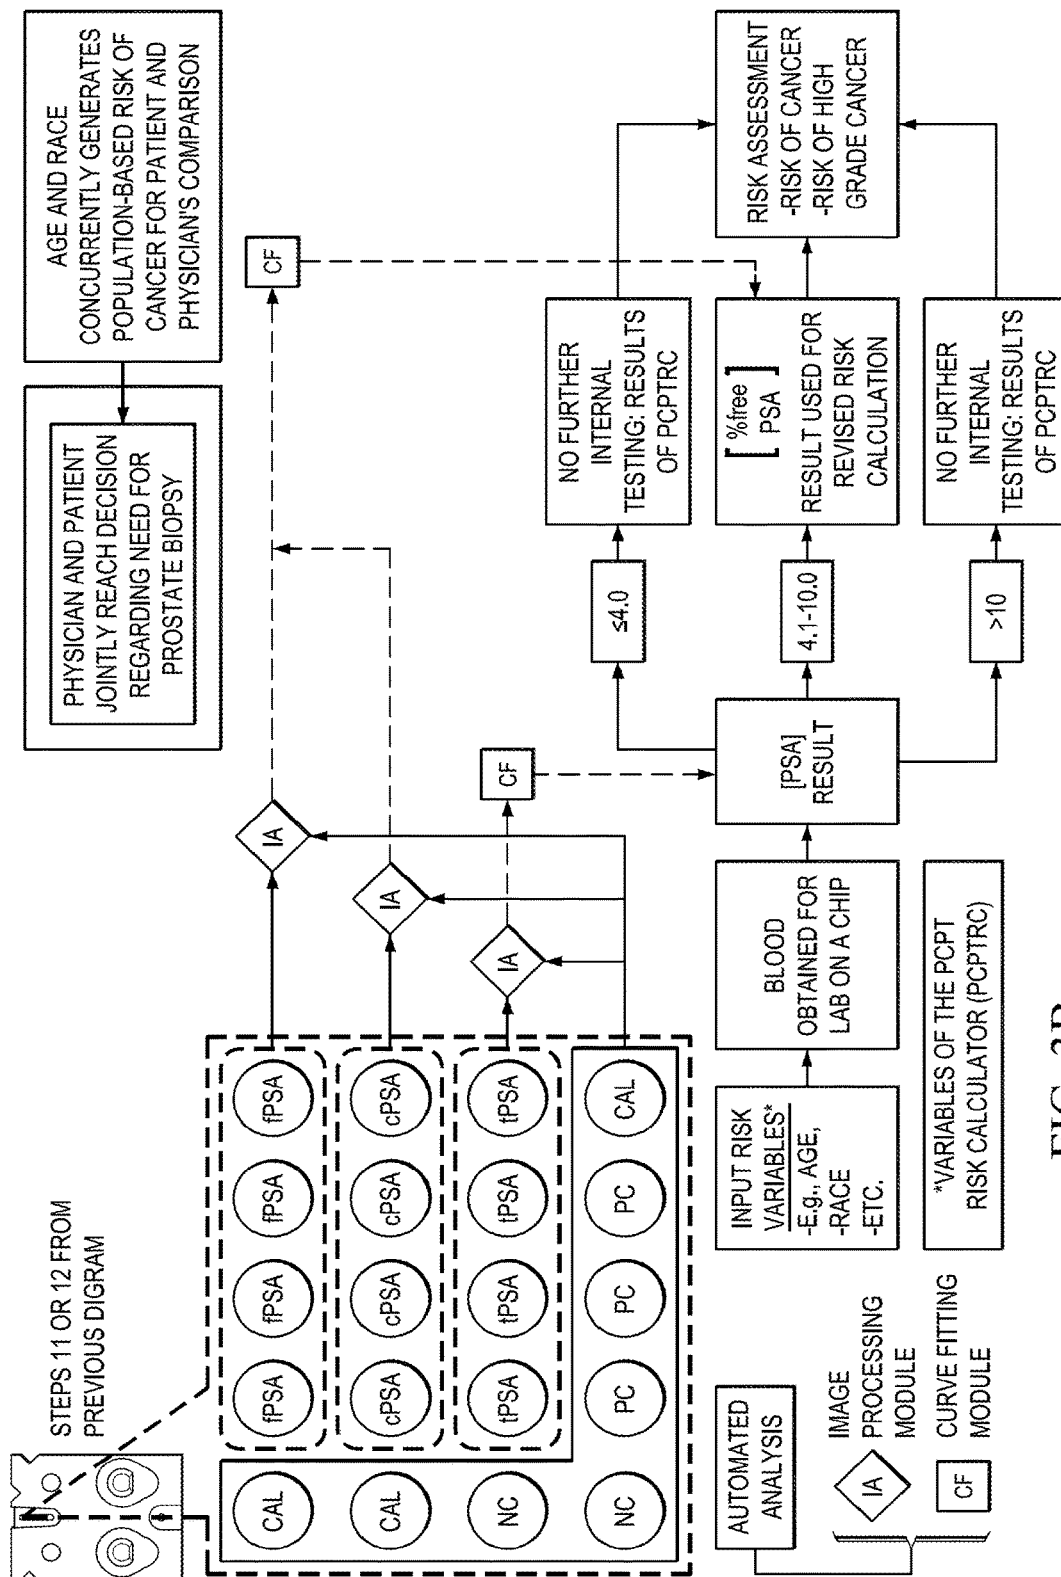 STEPS 11 OR 12 FROM
PREVIOUS DIGRAM
PHYSICIAN AND PATIENT
JOINTLY REACH DECISION
REGARDING NEED FOR
PROSTATE BIOPSY
AGE AND RACE
CONCURRENTLY GENERATES
POPULATION-BASED RISK OF
CANCER FOR PATIENT AND
PHYSICIAN'S COMPARISON
CAL
fPSA
fPSA
fPSA
fPSA
IA
CF
CAL
cPSA
cPSA
cPSA
cPSA
IA
NC
tPSA
tPSA
tPSA
tPSA
IA
CF
NC
PC
PC
PC
CAL
AUTOMATED
ANALYSIS
IA
IMAGE
PROCESSING
MODULE
CF
CURVE FITTING
MODULE
INPUT RISK
VARIABLES*
-E.g., AGE,
-RACE
-ETC.
BLOOD
OBTAINED FOR
LAB ON A CHIP
*VARIABLES OF THE PCPT
RISK CALCULATOR (PCPTRC)
[PSA]
RESULT
≤4.0
NO FURTHER
INTERNAL
TESTING: RESULTS
OF PCPTRC
4.1-10.0
[%free
PSA]
RESULT USED FOR
REVISED RISK
CALCULATION
>10
NO FURTHER
INTERNAL
TESTING: RESULTS
OF PCPTRC
RISK ASSESSMENT
-RISK OF CANCER
-RISK OF HIGH
GRADE CANCER